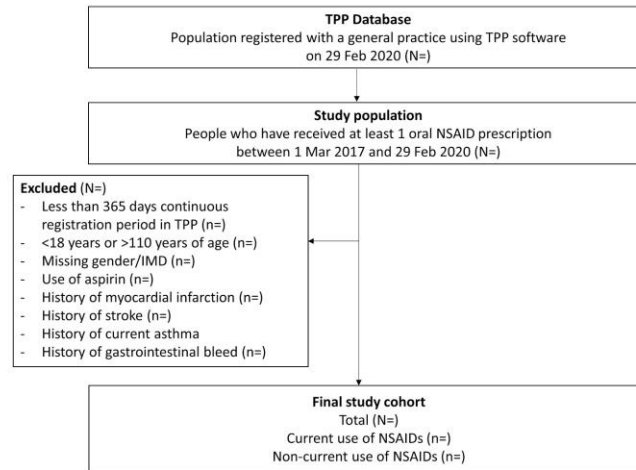 TPP Database
Population registered with a general practice using TPP software
on 29 Feb 2020 (N=)
Study population
People who have received at least 1 oral NSAID prescription
between 1 Mar 2017 and 29 Feb 2020 (N=)
Excluded (N=)
- Less than 365 days continuous
registration period in TPP (n=)
- <18 years or >110 years of age (n=)
- Missing gender/IMD (n=)
- Use of aspirin (n=)
- History of myocardial infarction (n=)
- History of stroke (n=)
- History of current asthma
- History of gastrointestinal bleed (n=)
Final study cohort
Total (N=)
Current use of NSAIDs (n=)
Non-current use of NSAIDs (n=)